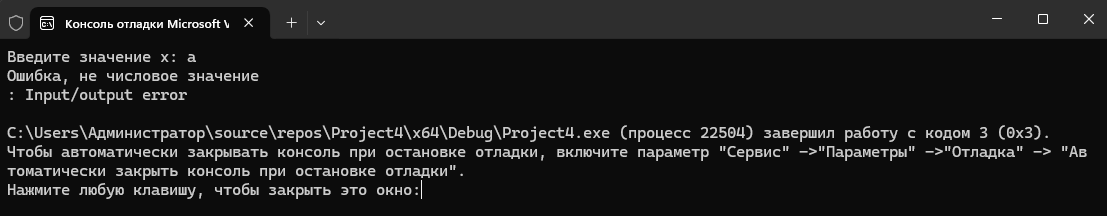 Консоль отладки Microsoft V
Введите значение x: a
Ошибка, не числовое значение
: Input/output error
C:\Users\Администратор\source\repos\Project4\x64\Debug\Project4.exe (процесс 22504) завершил работу с кодом 3 (0x3).
Чтобы автоматически закрывать консоль при остановке отладки, включите параметр "Сервис" ->"Параметры" ->"Отладка" -> "Ав
томатически закрыть консоль при остановке отладки".
Нажмите любую клавишу, чтобы закрыть это окно: